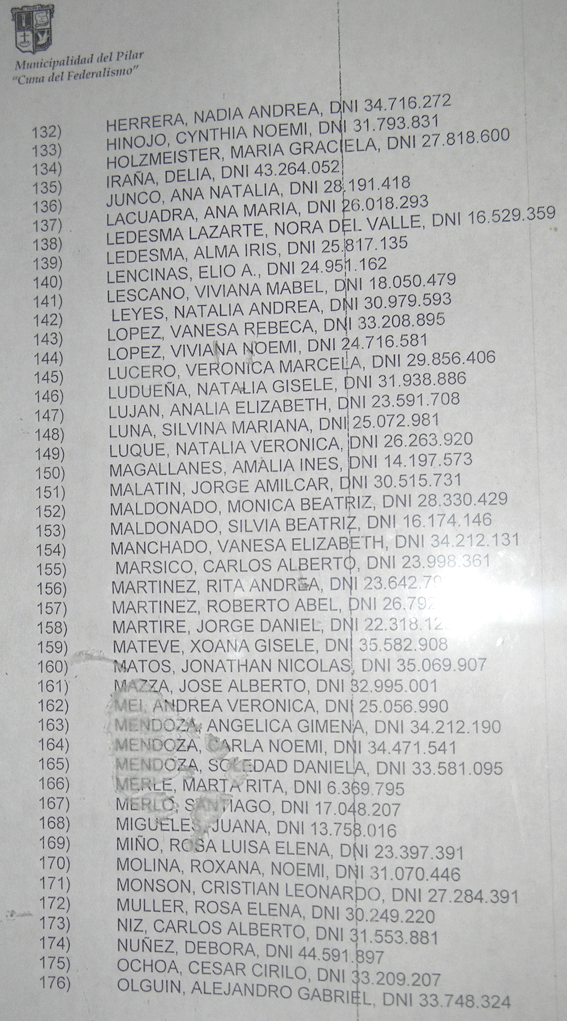 Municipalidad del Pilar
"Cuna del Federalismo"
132) HERRERA, NADIA ANDREA, DNI 34.716.272
133) HINOJO, CYNTHIA NOEMI, DNI 31.793.831
134) HOLZMEISTER, MARIA GRACIELA, DNI 27.818.600
135) IRAÑA, DELIA, DNI 43.264.052
136) JUNCO, ANA NATALIA, DNI 28.191.418
137) LACUADRA, ANA MARIA, DNI 26.018.293
138) LEDESMA LAZARTE, NORA DEL VALLE, DNI 16.529.359
139) LEDESMA, ALMA IRIS, DNI 25.817.135
140) LENCINAS, ELIO A., DNI 24.951.162
141) LESCANO, VIVIANA MABEL, DNI 18.050.479
142) LEYES, NATALIA ANDREA, DNI 30.979.593
143) LOPEZ, VANESA REBECA, DNI 33.208.895
144) LOPEZ, VIVIANA NOEMI, DNI 24.716.581
145) LUCERO, VERONICA MARCELA, DNI 29.856.406
146) LUDUEÑA, NATALIA GISELE, DNI 31.938.886
147) LUJAN, ANALIA ELIZABETH, DNI 23.591.708
148) LUNA, SILVINA MARIANA, DNI 25.072.981
149) LUQUE, NATALIA VERONICA, DNI 26.263.920
150) MAGALLANES, AMALIA INES, DNI 14.197.573
151) MALATIN, JORGE AMILCAR, DNI 30.515.731
152) MALDONADO, MONICA BEATRIZ, DNI 28.330.429
153) MALDONADO, SILVIA BEATRIZ, DNI 16.174.146
154) MANCHADO, VANESA ELIZABETH, DNI 34.212.131
155) MARSICO, CARLOS ALBERTO, DNI 23.998.361
156) MARTINEZ, RITA ANDREA, DNI
157) MARTINEZ, ROBERTO ABEL, DNI
158) MARTIRE, JORGE DANIEL, DNI
159) MATEVE, XOANA GISELE, DNI 35.582.908
160) MATOS, JONATHAN NICOLAS, DNI 35.069.907
161) MAZZA, JOSE ALBERTO, DNI 32.995.001
162) MEI, ANDREA VERONICA, DNI 25.056.990
163) MENDOZA, ANGELICA GIMENA, DNI 34.212.190
164) MENDOZA, CARLA NOEMI, DNI 34.471.541
165) MENDOZA, SOLEDAD DANIELA, DNI 33.581.095
166) MERLE, MARTA RITA, DNI 6.369.795
167) MERLO, SANTIAGO, DNI 17.048.207
168) MIGUELES, JUANA, DNI 13.758.016
169) MIÑO, ROSA LUISA ELENA, DNI 23.397.391
170) MOLINA, ROXANA, NOEMI, DNI 31.070.446
171) MONSON, CRISTIAN LEONARDO, DNI 27.284.391
172) MULLER, ROSA ELENA, DNI 30.249.220
173) NIZ, CARLOS ALBERTO, DNI 31.553.881
174) NUÑEZ, DEBORA, DNI 44.591.897
175) OCHOA, CESAR CIRILO, DNI 33.209.207
176) OLGUIN, ALEJANDRO GABRIEL, DNI 33.748.324